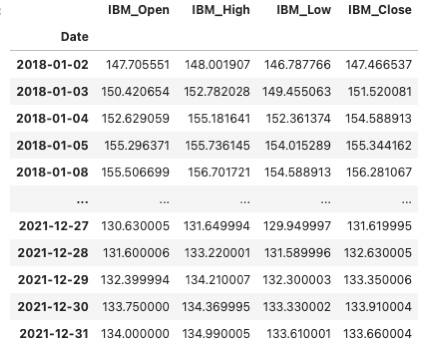 IBM_Open IBM_High IBM_Low IBM_Close
Date
2018-01-02 147.705551 148.001907 146.787766 147.466537
2018-01-03 150.420654 152.782028 149.455063 151.520081
2018-01-04 152.629059 155.181641 152.361374 154.588913
2018-01-05 155.296371 155.736145 154.015289 155.344162
2018-01-08 155.506699 156.701721 154.588913 156.281067
... ... ... ... ...
2021-12-27 130.630005 131.649994 129.949997 131.619995
2021-12-28 131.600006 133.220001 131.589996 132.630005
2021-12-29 132.399994 134.210007 132.300003 133.350006
2021-12-30 133.750000 134.369995 133.330002 133.910004
2021-12-31 134.000000 134.990005 133.610001 133.660004